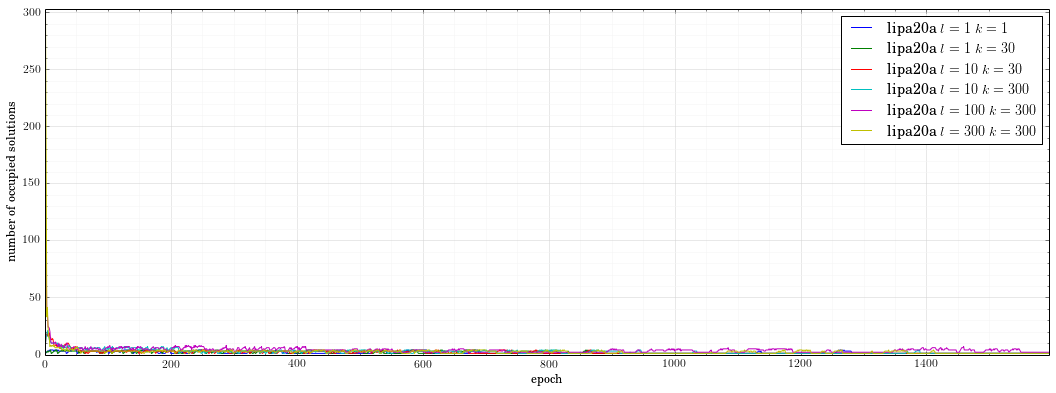 300
250
200
150
100
50
0
number of occupied solutions
0 200 400 600 800 1000 1200 1400
epoch
lipa20a l = 1 k = 1
lipa20a l = 1 k = 30
lipa20a l = 10 k = 30
lipa20a l = 10 k = 300
lipa20a l = 100 k = 300
lipa20a l = 300 k = 300